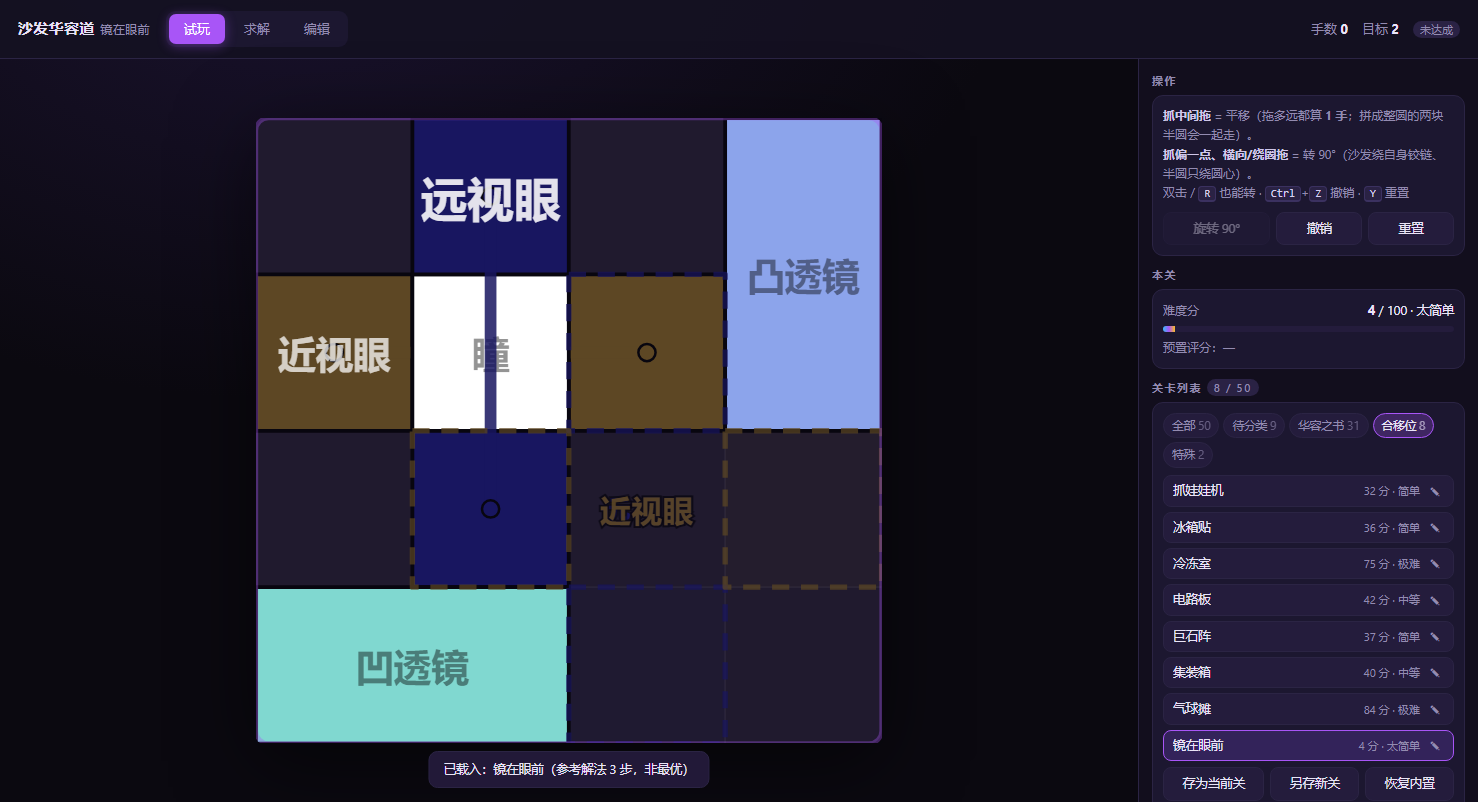 沙发华容道 镜在眼前 试玩 求解 编辑 手数 0 目标 2 未达成
操作
抓中间拖 = 平移（拖多远都算 1 手；拼成整圆的两块
半圆会一起走）。
抓偏一点、横向/绕圈拖 = 转 90°（沙发绕自身铰链、
半圆只绕圆心）。
双击 / R 也能转 · Ctrl + Z 撤销 · Y 重置
旋转 90° 撤销 重置
本关
难度分 4 / 100 · 太简单
预置评分：—
关卡列表 8 / 50
全部 50 待分类 9 华容之书 31 合移位 8
特殊 2
抓娃娃机 32 分 · 简单
冰箱贴 36 分 · 简单
冷冻室 75 分 · 极难
电路板 42 分 · 中等
巨石阵 37 分 · 简单
集装箱 40 分 · 中等
气球摊 84 分 · 极难
镜在眼前 4 分 · 太简单
存为当前关 另存新关 恢复内置
远视眼
凸透镜
近视眼
瞳
近视眼
凹透镜
已载入：镜在眼前（参考解法 3 步，非最优）